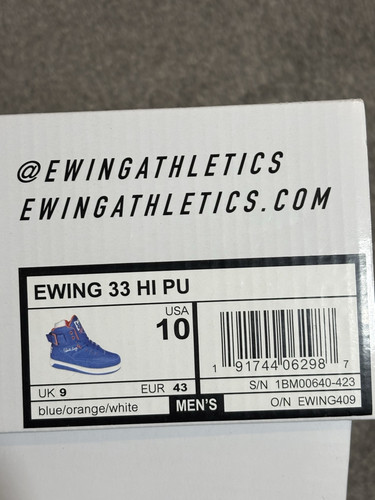 @EWINGATHLETICS
EWINGATHLETICS.COM
EWING 33 HI PU
USA
10
UK 9
EUR 43
blue/orange/white
MEN'S
1 91744 06298 7
S/N 1BM00640-423
O/N EWING409